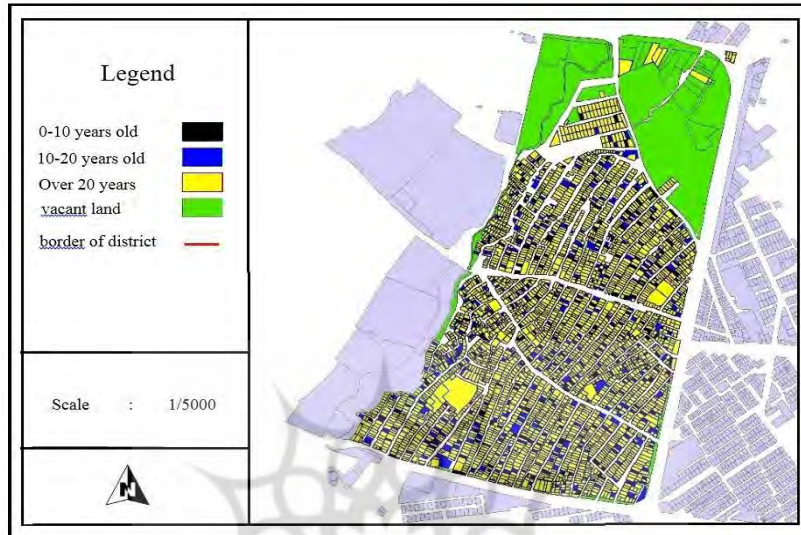 Legend
0-10 years old
10-20 years old
Over 20 years
vacant land
border of district
Scale : 1/5000
N